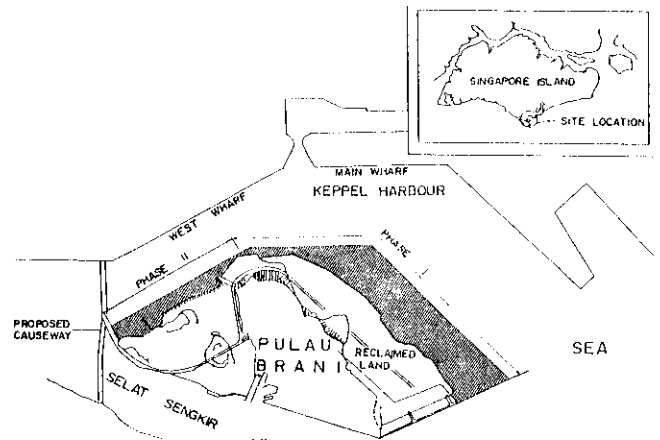 SINGAPORE ISLAND
SITE LOCATION
MAIN WHARF
KEPPEL HARBOUR
WEST WHARF
PHASE II
PHASE
PROPOSED
CAUSEWAY
PULAU
BRANI
RECLAIMED
LAND
SEA
SELAT SENGKIR